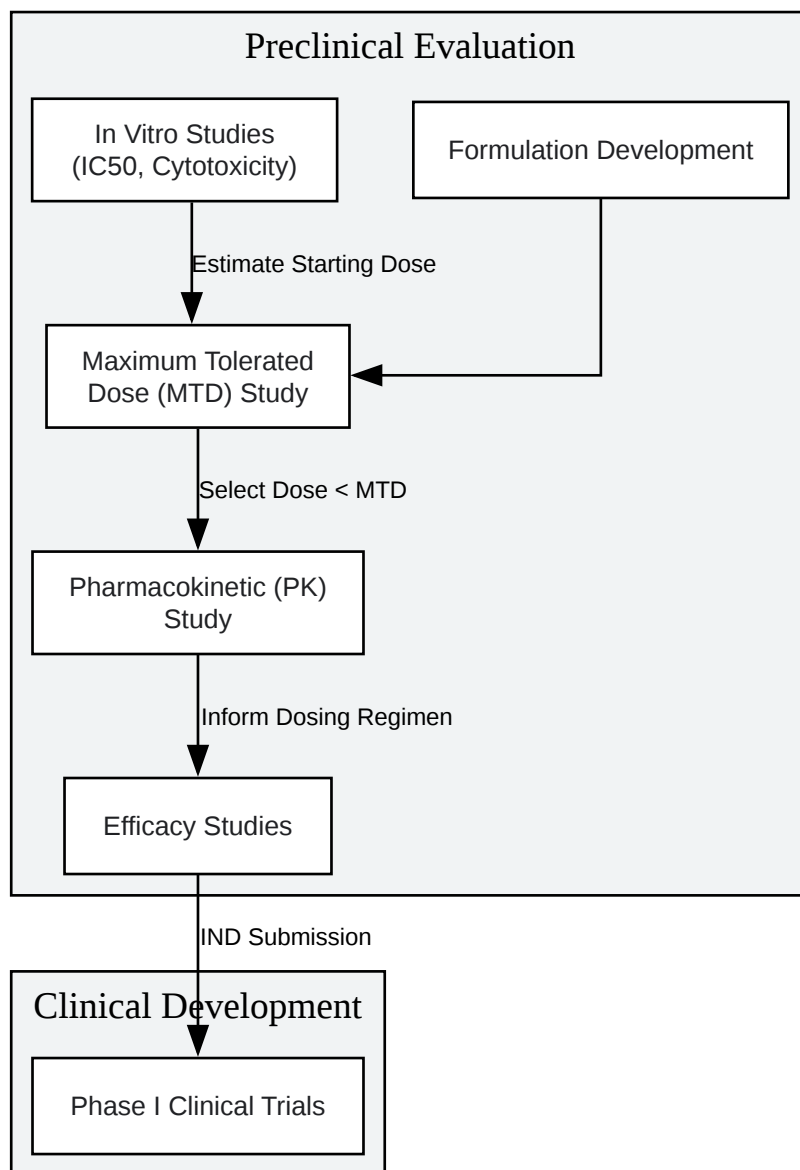 Preclinical Evaluation
In Vitro Studies
(IC50, Cytotoxicity)
Formulation Development
Estimate Starting Dose
Maximum Tolerated
Dose (MTD) Study
Select Dose < MTD
Pharmacokinetic (PK)
Study
Inform Dosing Regimen
Efficacy Studies
IND Submission
Clinical Development
Phase I Clinical Trials